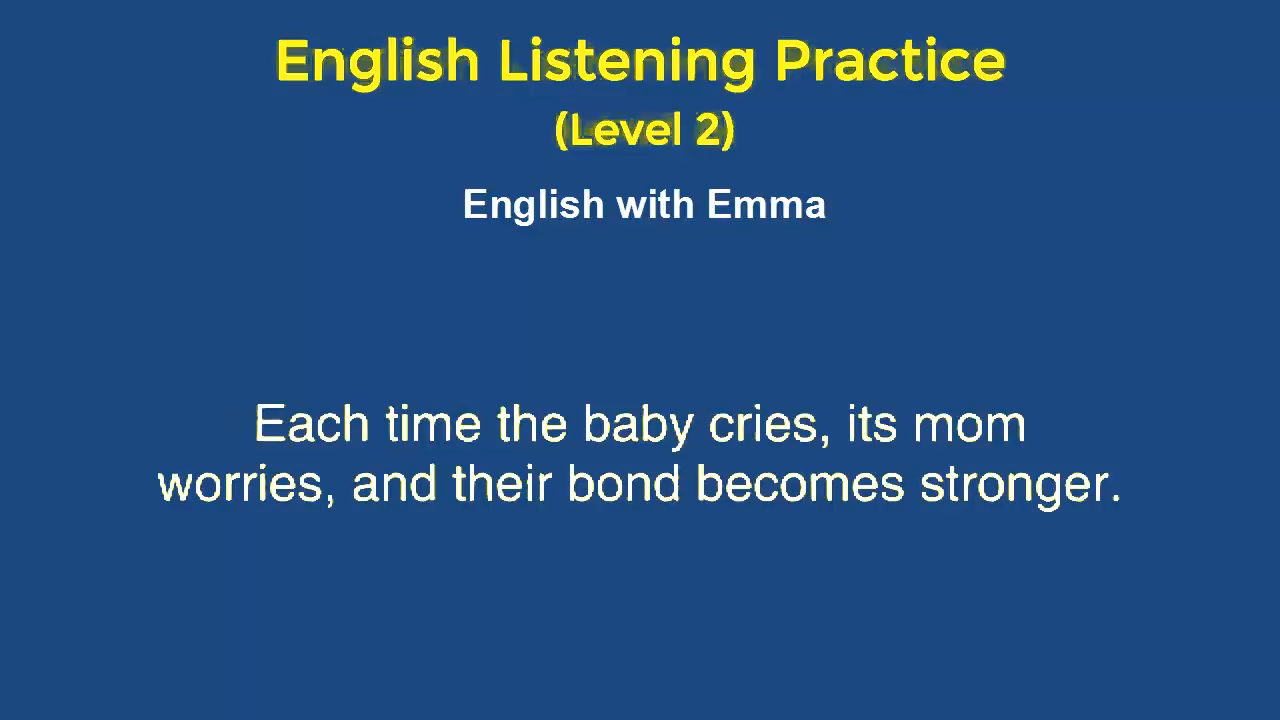 English Listening Practice
(Level 2)
English with Emma
Each time the baby cries, its mom
worries, and their bond becomes stronger.